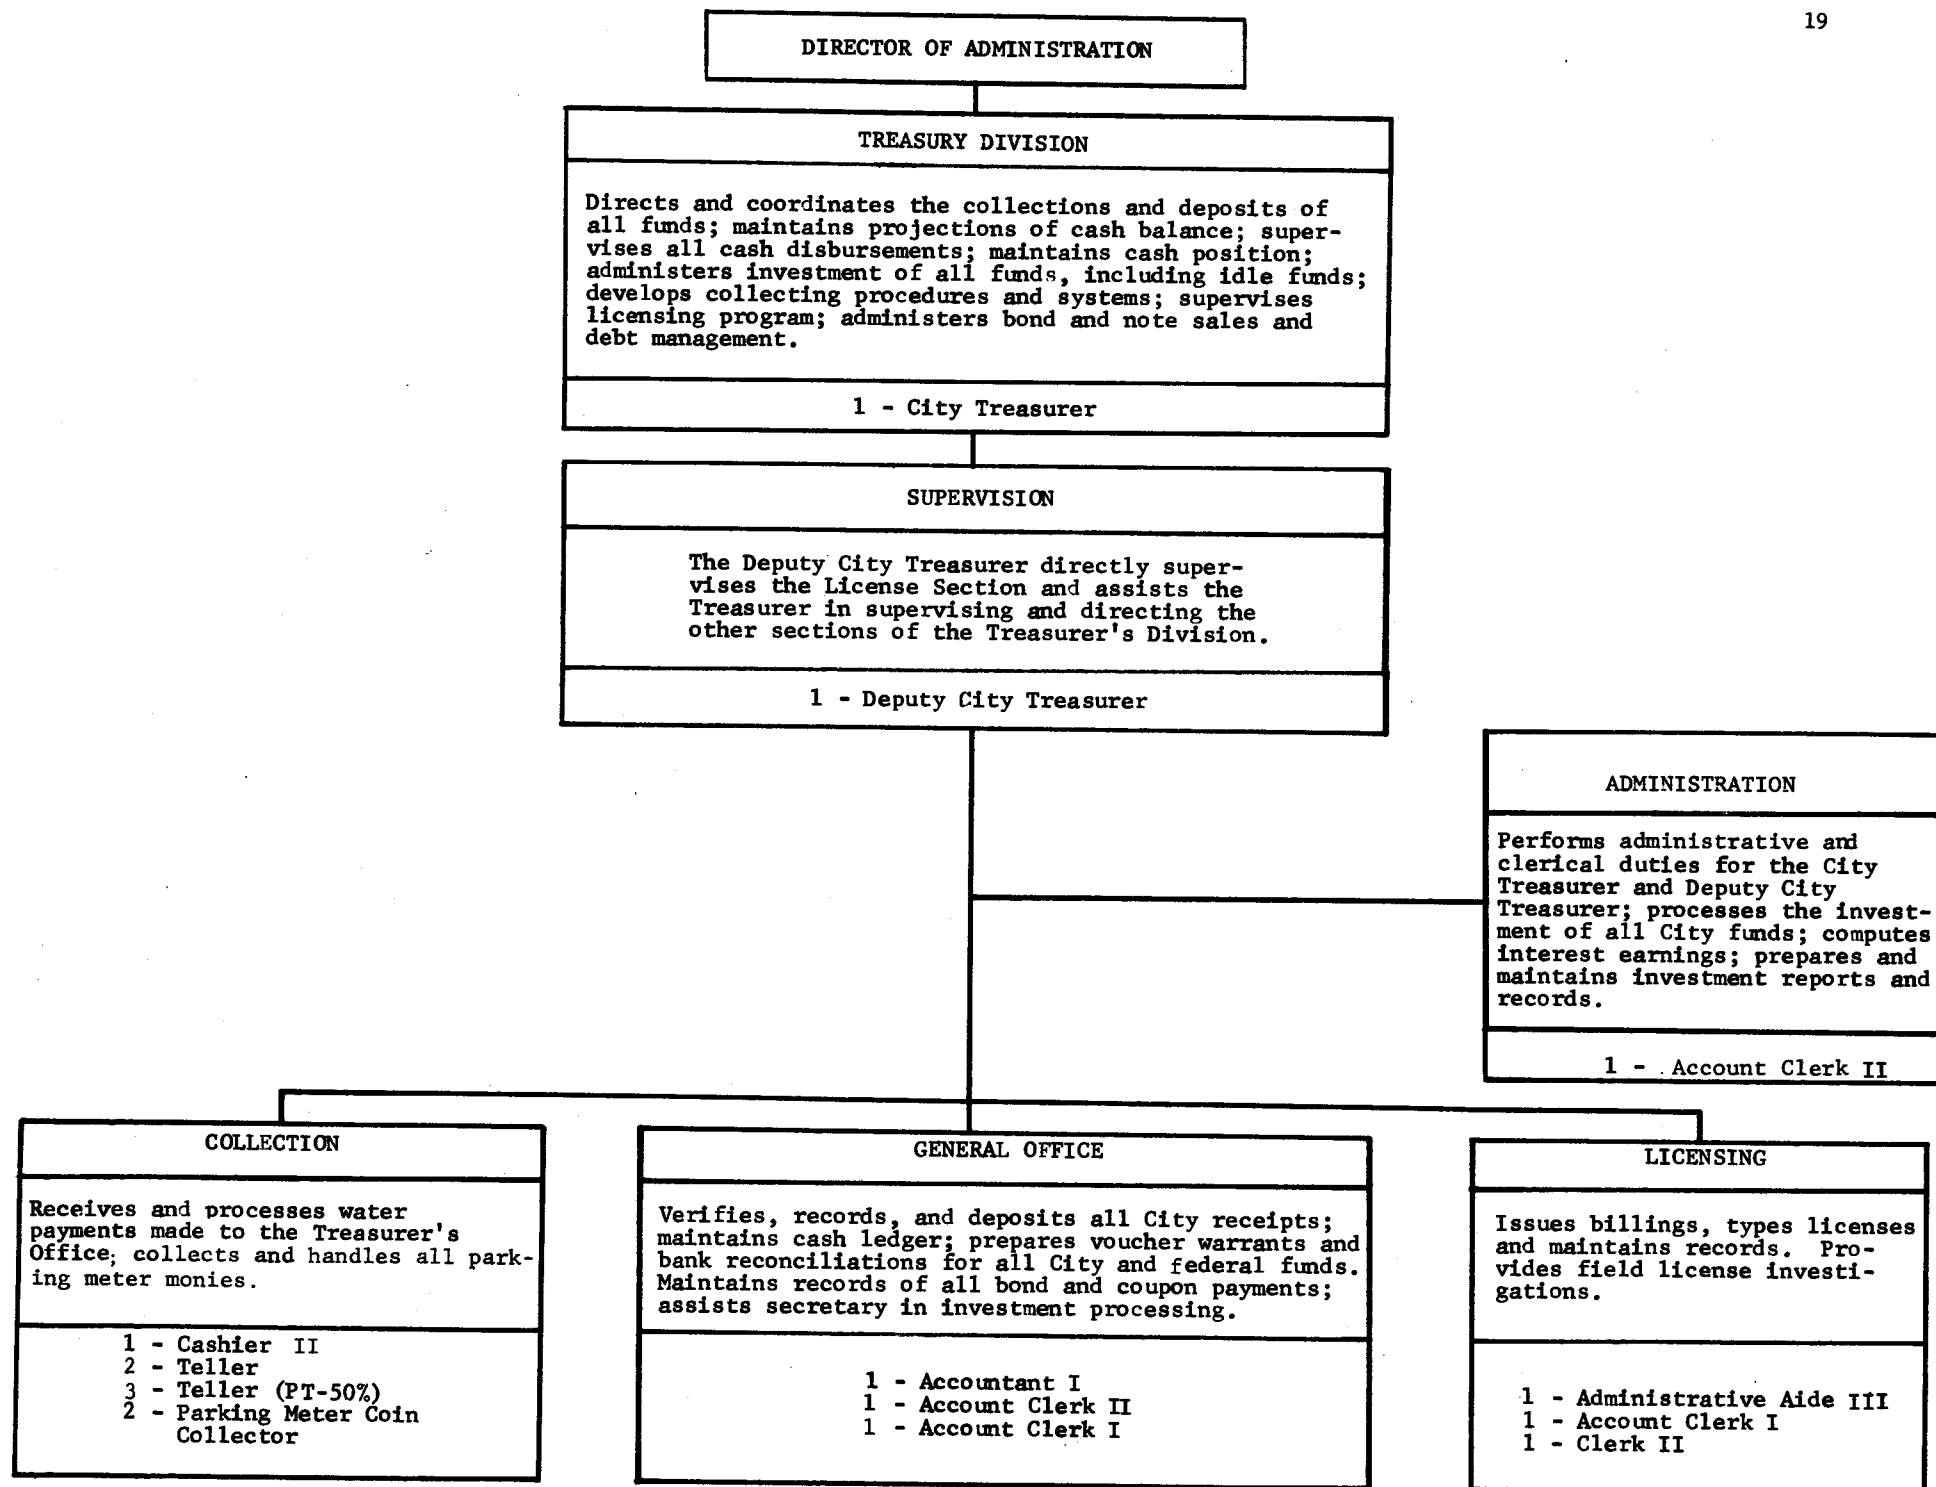 19
DIRECTOR OF ADMINISTRATION
TREASURY DIVISION
Directs and coordinates the collections and deposits of
all funds; maintains projections of cash balance; super-
vises all cash disbursements; maintains cash position;
administers investment of all funds, including idle funds;
develops collecting procedures and systems; supervises
licensing program; administers bond and note sales and
debt management.
1 - City Treasurer
SUPERVISION
The Deputy City Treasurer directly super-
vises the License Section and assists the
Treasurer in supervising and directing the
other sections of the Treasurer's Division.
1 - Deputy City Treasurer
ADMINISTRATION
Performs administrative and
clerical duties for the City
Treasurer and Deputy City
Treasurer; processes the invest-
ment of all City funds; computes
interest earnings; prepares and
maintains investment reports and
records.
1 - Account Clerk II
COLLECTION
Receives and processes water
payments made to the Treasurer's
Office; collects and handles all park-
ing meter monies.
1 - Cashier II
2 - Teller
3 - Teller (PT-50%)
2 - Parking Meter Coin
Collector
GENERAL OFFICE
Verifies, records, and deposits all City receipts;
maintains cash ledger; prepares voucher warrants and
bank reconciliations for all City and federal funds.
Maintains records of all bond and coupon payments;
assists secretary in investment processing.
1 - Accountant I
1 - Account Clerk II
1 - Account Clerk I
LICENSING
Issues billings, types licenses
and maintains records. Pro-
vides field license investi-
gations.
1 - Administrative Aide III
1 - Account Clerk I
1 - Clerk II